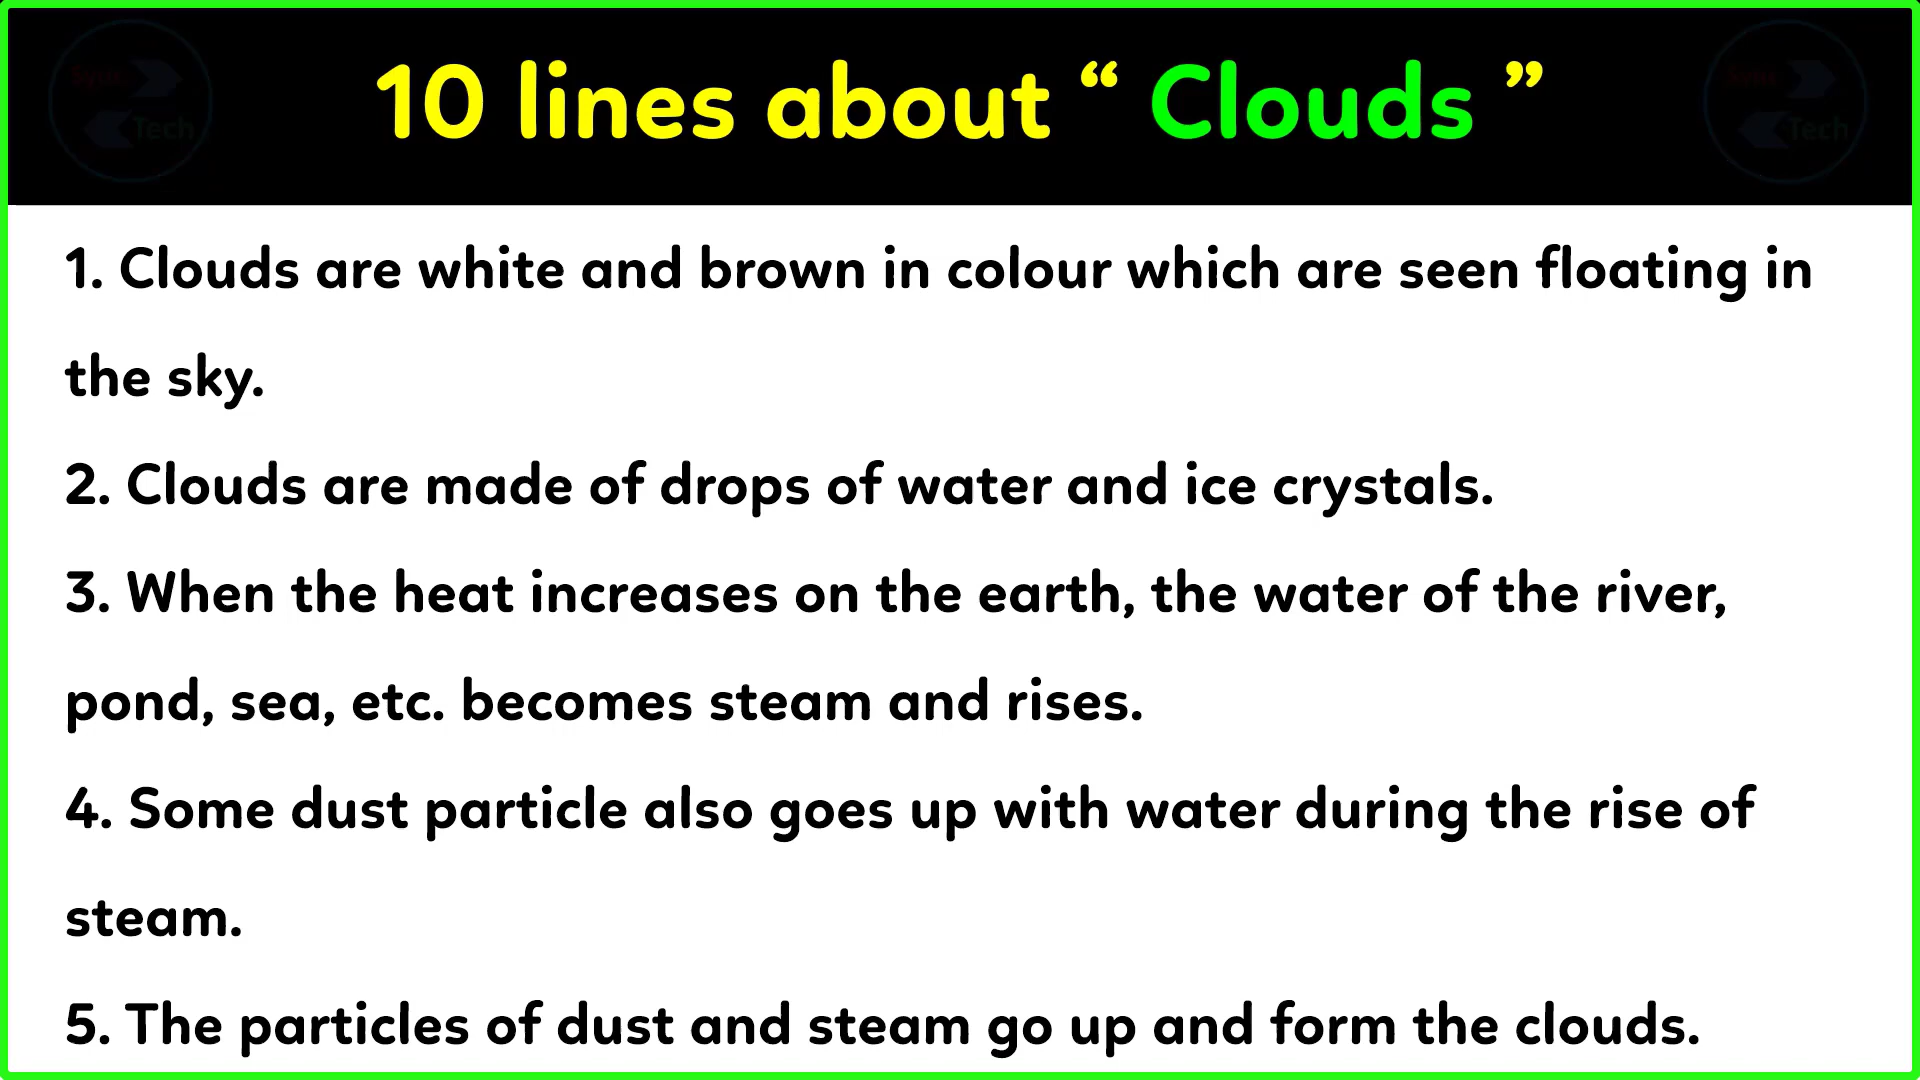 10 lines about “ Clouds ”
1. Clouds are white and brown in colour which are seen floating in
the sky.
2. Clouds are made of drops of water and ice crystals.
3. When the heat increases on the earth, the water of the river,
pond, sea, etc. becomes steam and rises.
4. Some dust particle also goes up with water during the rise of
steam.
5. The particles of dust and steam go up and form the clouds.
Tech
Tech